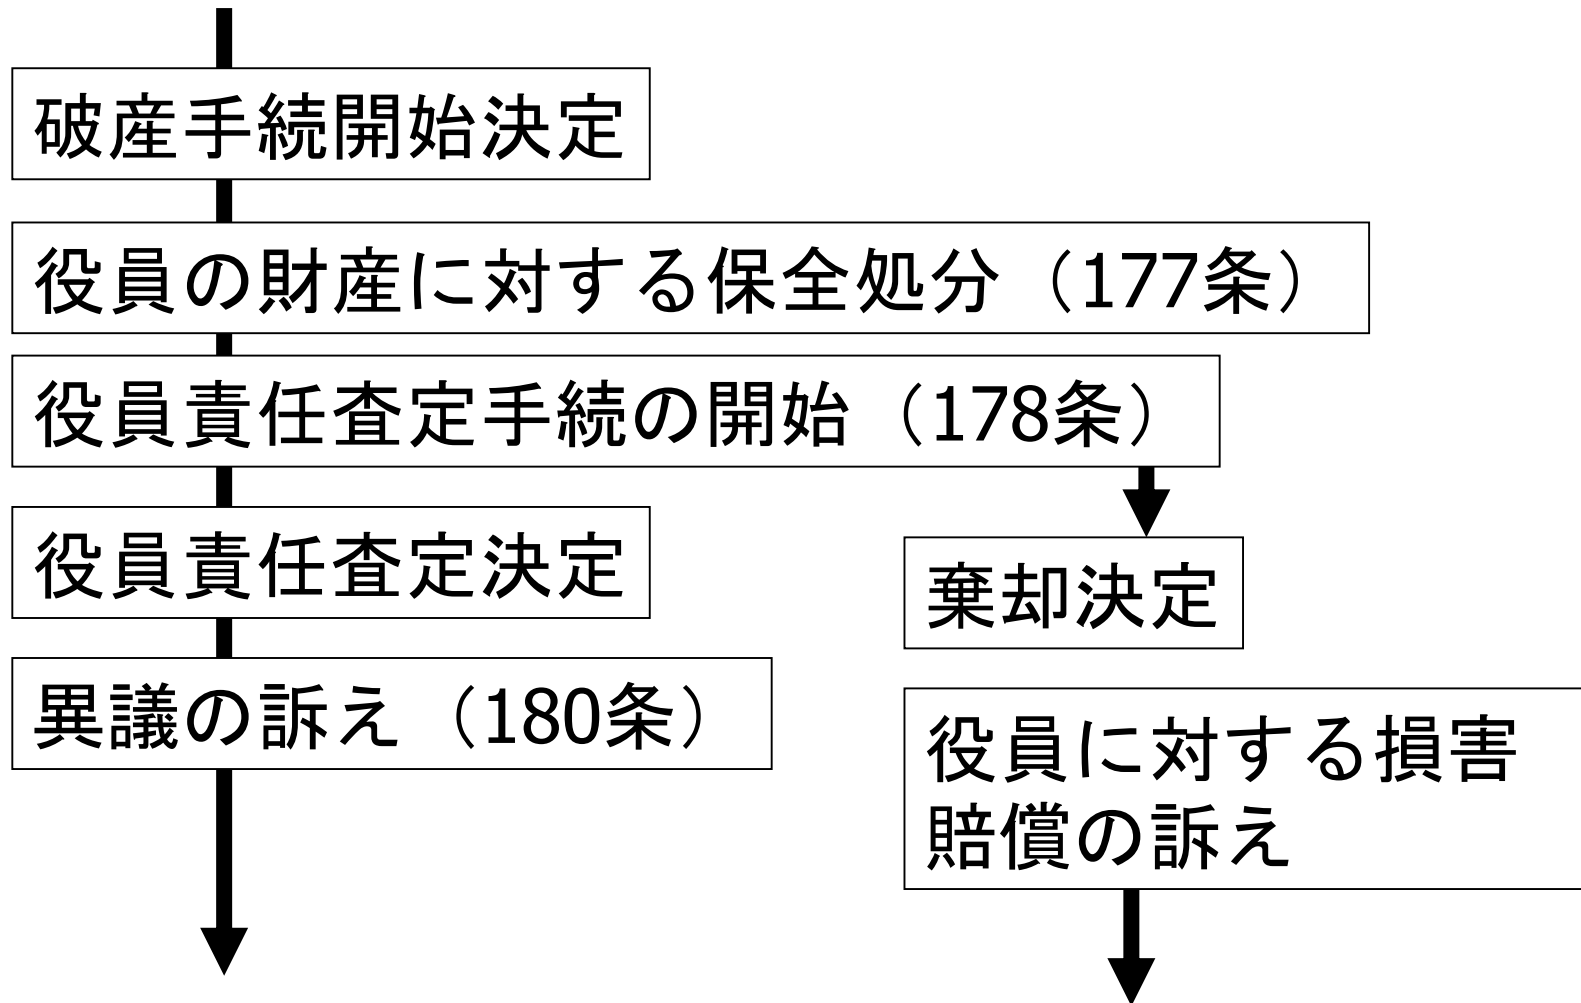 破産手続開始決定
役員の財産に対する保全処分（177条）
役員責任査定手続の開始（178条）
役員責任査定決定
棄却決定
異議の訴え（180条）
役員に対する損害
賠償の訴え